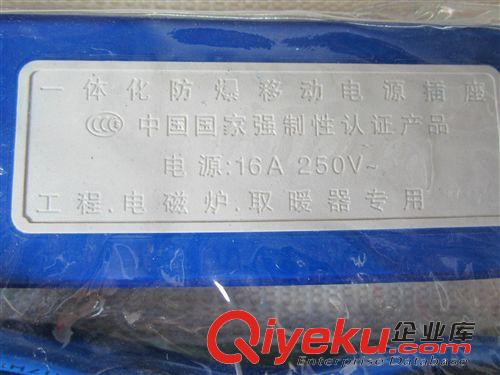 一体化防爆移动电源插座
CCC 中国国家强制性认证产品
电源:16A 250V~
工程.电磁炉.取暖器专用
Qiyeku企业库
Enterprise Database